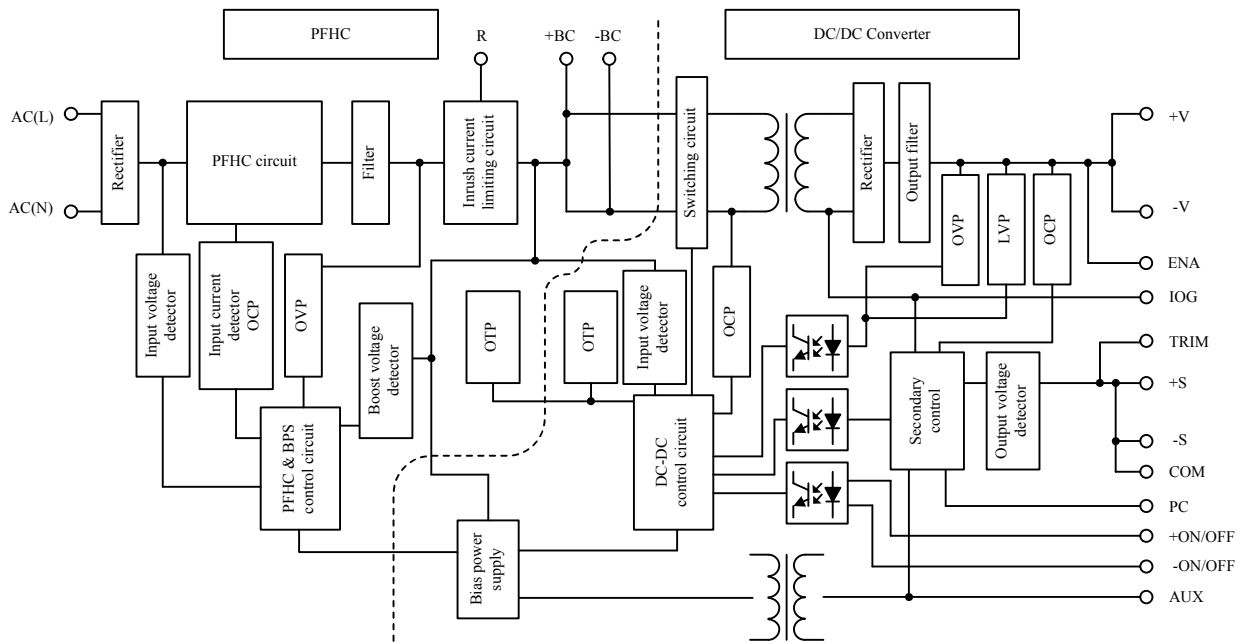 PFHC
R
+BC
-BC
DC/DC Converter
AC(L)
AC(N)
Rectifier
PFHC circuit
Filter
Inrush current
limiting circuit
Switching circuit
Rectifier
Output filter
+V
-V
OVP
LVP
OCP
ENA
IOG
Input voltage
detector
Input current
detector
OCP
OVP
Boost voltage
detector
OTP
OTP
Input voltage
detector
OCP
TRIM
+S
-S
COM
PC
+ON/OFF
-ON/OFF
AUX
Secondary
control
Output voltage
detector
PFHC & BPS
control circuit
DC-DC
control circuit
Bias power
supply